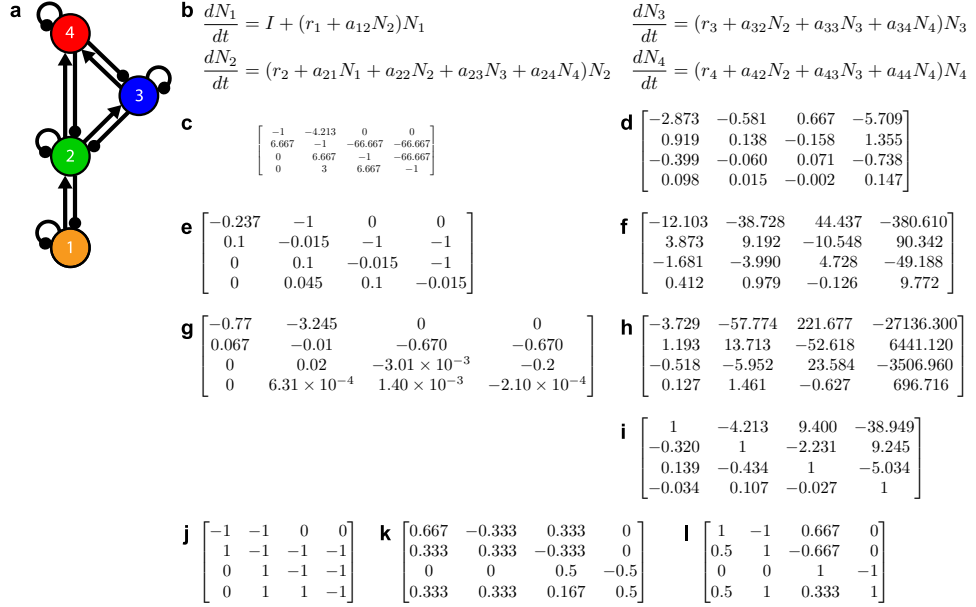 a
4
3
2
1
b
dN₁/dt = I + (r₁ + a₁₂N₂)N₁
dN₂/dt = (r₂ + a₂₁N₁ + a₂₂N₂ + a₂₃N₃ + a₂₄N₄)N₂
dN₃/dt = (r₃ + a₃₂N₂ + a₃₃N₃ + a₃₄N₄)N₃
dN₄/dt = (r₄ + a₄₂N₂ + a₄₃N₃ + a₄₄N₄)N₄
c
−1 −4.213 0 0
6.667 −1 −66.667 −66.667
0 6.667 −1 −66.667
0 3 6.667 −1
d
−2.873 −0.581 0.667 −5.709
0.919 0.138 −0.158 1.355
−0.399 −0.060 0.071 −0.738
0.098 0.015 −0.002 0.147
e
−0.237 −1 0 0
0.1 −0.015 −1 −1
0 0.1 −0.015 −1
0 0.045 0.1 −0.015
f
−12.103 −38.728 44.437 −380.610
3.873 9.192 −10.548 90.342
−1.681 −3.990 4.728 −49.188
0.412 0.979 −0.126 9.772
g
−0.77 −3.245 0 0
0.067 −0.01 −0.670 −0.670
0 0.02 −3.01 × 10⁻³ −0.2
0 6.31 × 10⁻⁴ 1.40 × 10⁻³ −2.10 × 10⁻⁴
h
−3.729 −57.774 221.677 −27136.300
1.193 13.713 −52.618 6441.120
−0.518 −5.952 23.584 −3506.960
0.127 1.461 −0.627 696.716
i
1 −4.213 9.400 −38.949
−0.320 1 −2.231 9.245
0.139 −0.434 1 −5.034
−0.034 0.107 −0.027 1
j
−1 −1 0 0
1 −1 −1 −1
0 1 −1 −1
0 1 1 −1
k
0.667 −0.333 0.333 0
0.333 0.333 −0.333 0
0 0 0.5 −0.5
0.333 0.333 0.167 0.5
l
1 −1 0.667 0
0.5 1 −0.667 0
0 0 1 −1
0.5 1 0.333 1